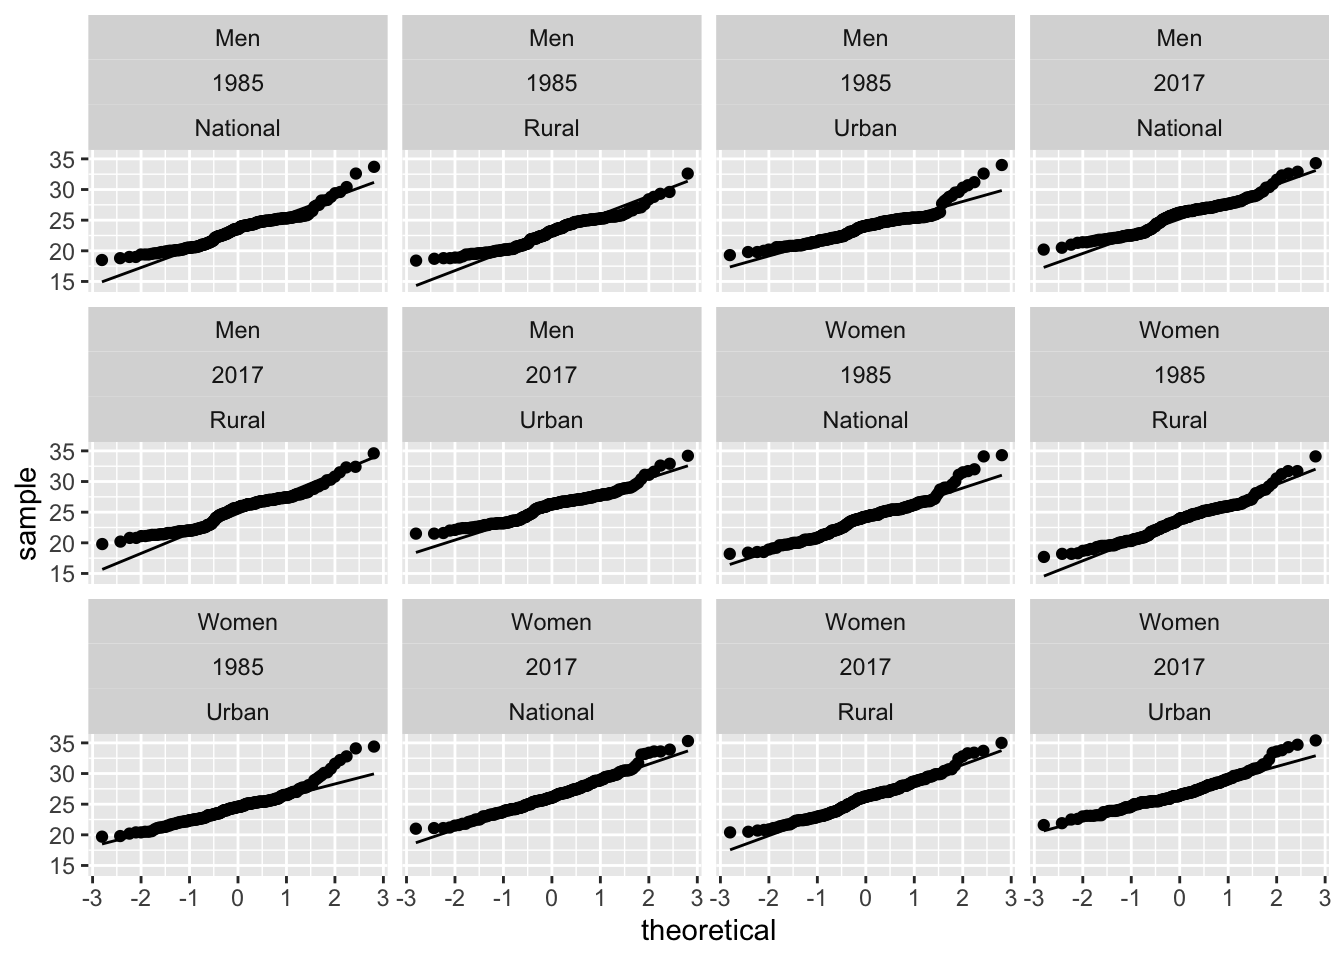 Men Men Men Men
1985 1985 1985 2017
National Rural Urban National
35
30
25
20
15
Men Men Women Women
2017 2017 1985 1985
Rural Urban National Rural
35
30
25
20
15
sample
Women Women Women Women
1985 2017 2017 2017
Urban National Rural Urban
35
30
25
20
15
-3 -2 -1 0 1 2 3 -3 -2 -1 0 1 2 3 -3 -2 -1 0 1 2 3 -3 -2 -1 0 1 2 3
theoretical